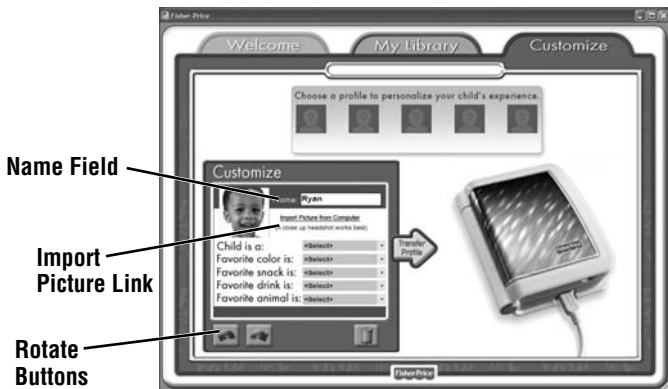 Fisher-Price
Welcome
My Library
Customize
Choose a profile to personalize your child's experience.
Name Field
Customize
Name: Ryan
Import Picture from Computer
(A close up headshot works best)
Import
Picture Link
Child is a: <Select>
Favorite color is: <Select>
Favorite snack is: <Select>
Favorite drink is: <Select>
Favorite animal is: <Select>
Transfer
Profile
Rotate
Buttons
Fisher-Price